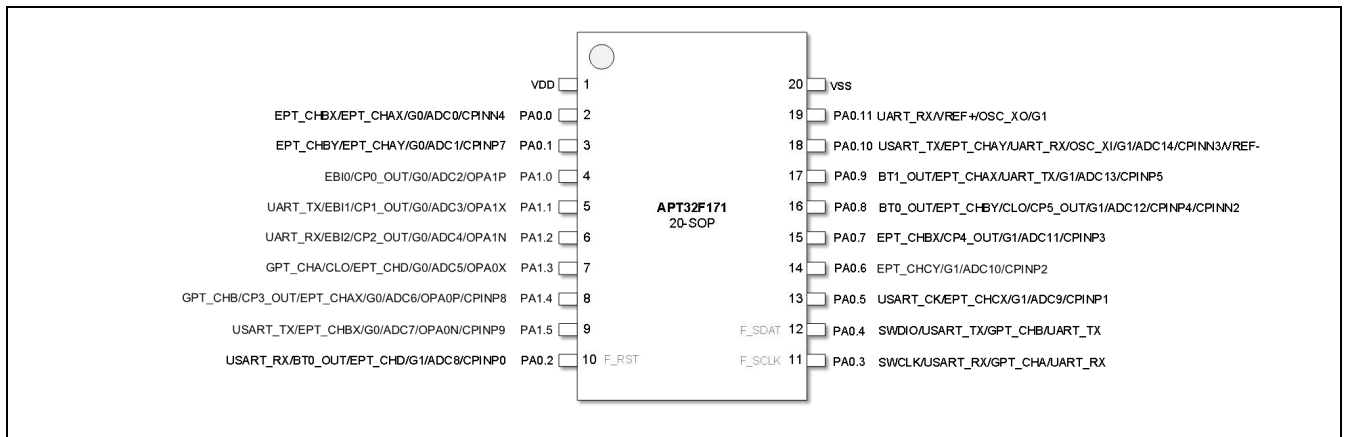 VDD 1 20 VSS
EPT_CHBX/EPT_CHAX/G0/ADC0/CPINN4 PA0.0 2 19 PA0.11 UART_RX/VREF+/OSC_XO/G1
EPT_CHBY/EPT_CHAY/G0/ADC1/CPINP7 PA0.1 3 18 PA0.10 USART_TX/EPT_CHAY/UART_RX/OSC_XI/G1/ADC14/CPINN3/VREF-
EBI0/CP0_OUT/G0/ADC2/OPA1P PA1.0 4 17 PA0.9 BT1_OUT/EPT_CHAX/UART_TX/G1/ADC13/CPINP5
UART_TX/EBI1/CP1_OUT/G0/ADC3/OPA1X PA1.1 5 APT32F171 16 PA0.8 BT0_OUT/EPT_CHBY/CLO/CP5_OUT/G1/ADC12/CPINP4/CPINN2
20-SOP
UART_RX/EBI2/CP2_OUT/G0/ADC4/OPA1N PA1.2 6 15 PA0.7 EPT_CHBX/CP4_OUT/G1/ADC11/CPINP3
GPT_CHA/CLO/EPT_CHD/G0/ADC5/OPA0X PA1.3 7 14 PA0.6 EPT_CHCY/G1/ADC10/CPINP2
GPT_CHB/CP3_OUT/EPT_CHAX/G0/ADC6/OPA0P/CPINP8 PA1.4 8 13 PA0.5 USART_CK/EPT_CHCX/G1/ADC9/CPINP1
USART_TX/EPT_CHBX/G0/ADC7/OPA0N/CPINP9 PA1.5 9 F_SDAT 12 PA0.4 SWDIO/USART_TX/GPT_CHB/UART_TX
USART_RX/BT0_OUT/EPT_CHD/G1/ADC8/CPINP0 PA0.2 10 F_RST F_SCLK 11 PA0.3 SWCLK/USART_RX/GPT_CHA/UART_RX